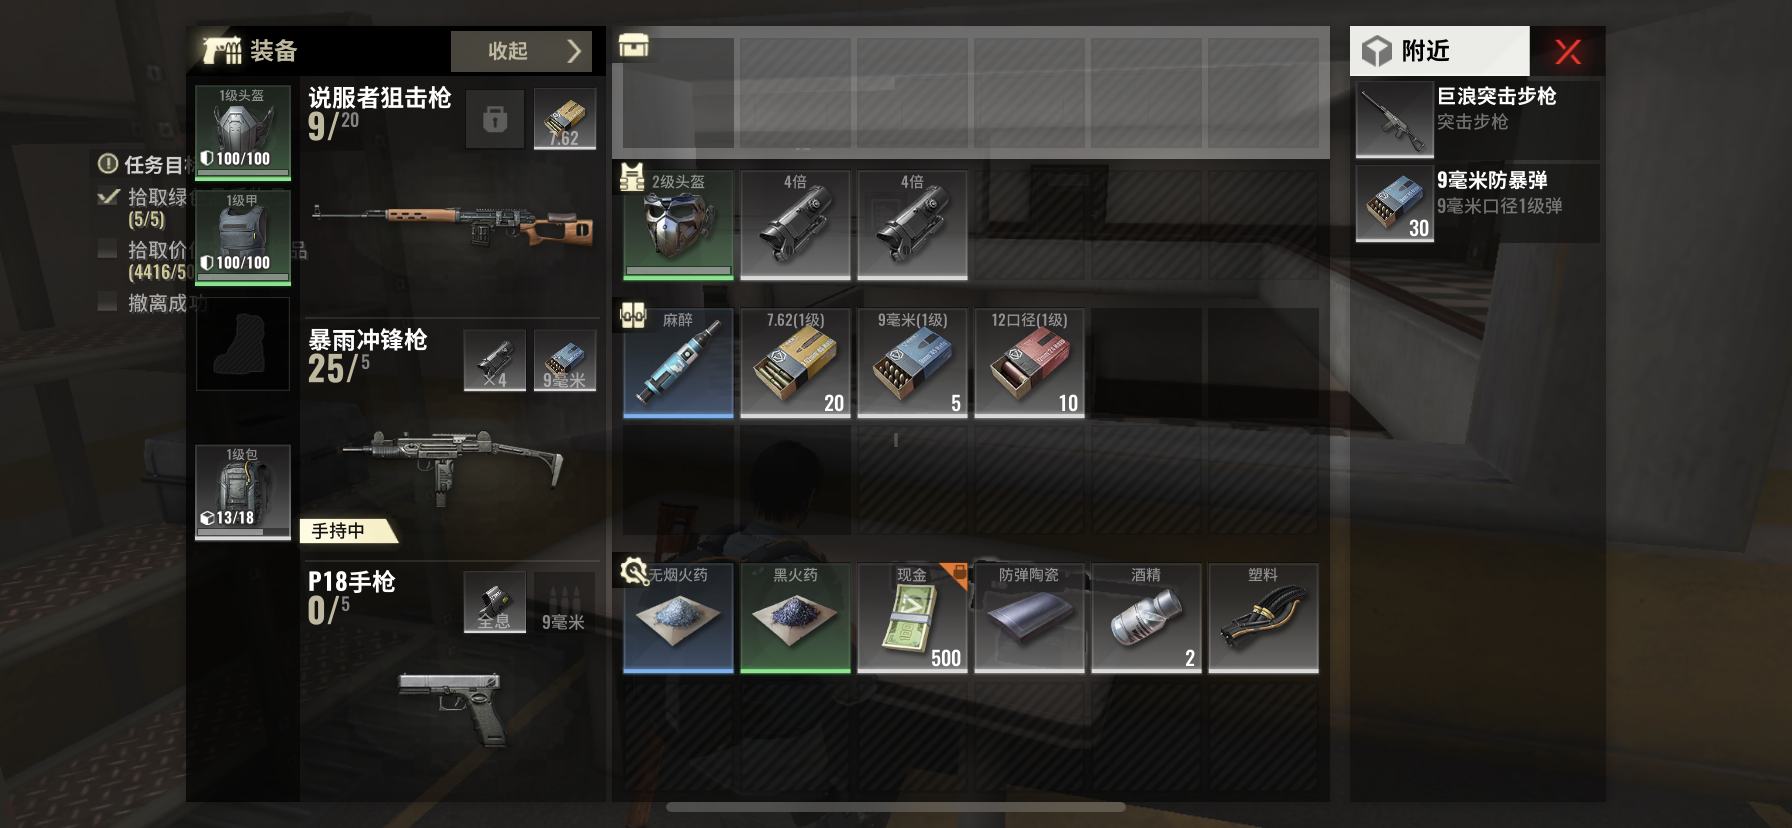 装备
收起
附近
1级头盔
100/100
1级甲
100/100
1级包
13/18
任务目
拾取绿
(5/5)
拾取价
品
(4416/50
撤离成功
说服者狙击枪
9/20
7.62
暴雨冲锋枪
25/5
×4
9毫米
手持中
P18手枪
0/5
全息
9毫米
2级头盔
4倍
4倍
麻醉
7.62(1级)
20
9毫米(1级)
5
12口径(1级)
10
无烟火药
黑火药
现金
500
防弹陶瓷
酒精
2
塑料
巨浪突击步枪
突击步枪
9毫米防暴弹
9毫米口径1级弹
30